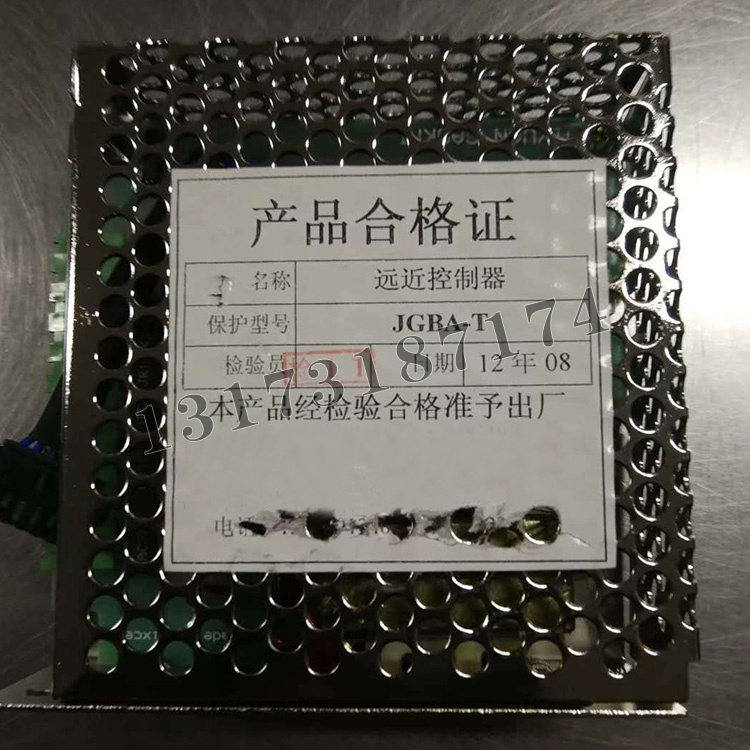 产品合格证
名称 远近控制器
保护型号 JGBA-T
检验员 日期 12年08
本产品经检验合格准予出厂
13173187174